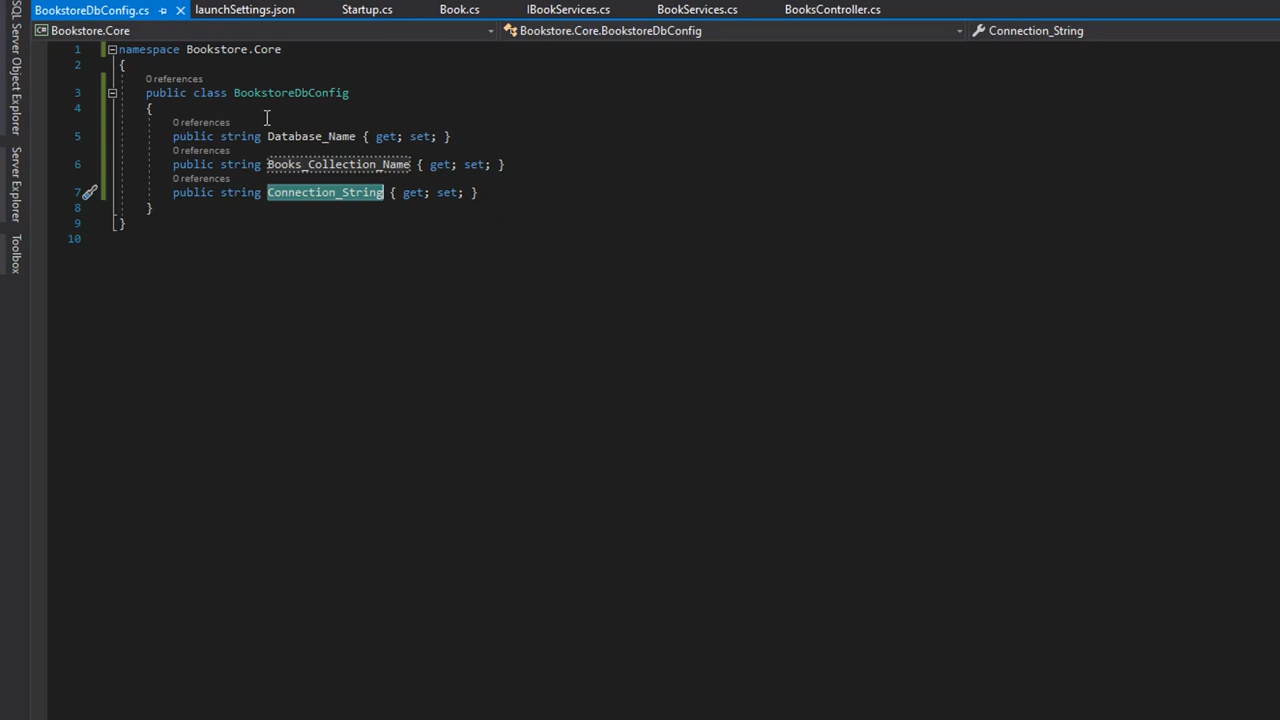 BookstoreDbConfig.cs launchSettings.json Startup.cs Book.cs IBookServices.cs BookServices.cs BooksController.cs
Bookstore.Core Bookstore.Core.BookstoreDbConfig Connection_String
SQL Server Object Explorer
Server Explorer
Toolbox
1 namespace Bookstore.Core
2 {
0 references
3 public class BookstoreDbConfig
4 {
0 references
5 public string Database_Name { get; set; }
0 references
6 public string Books_Collection_Name { get; set; }
0 references
7 public string Connection_String { get; set; }
8 }
9 }
10